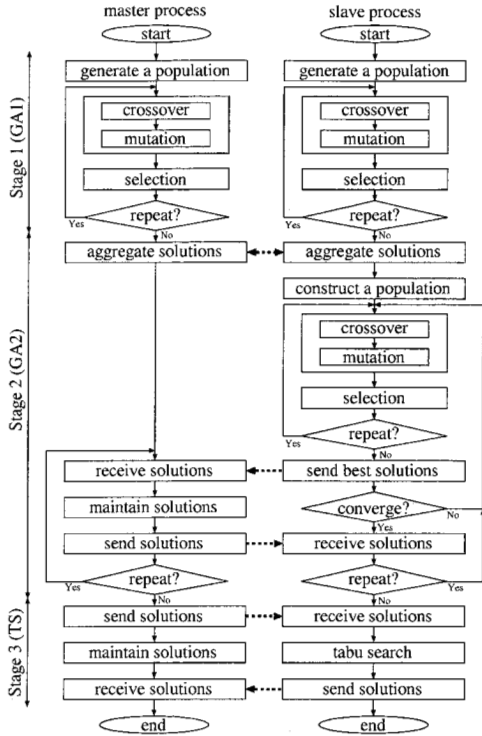 master process
slave process
start
start
Stage 1 (GA1)
generate a population
generate a population
crossover
crossover
mutation
mutation
selection
selection
repeat?
repeat?
Yes
No
Yes
No
Stage 2 (GA2)
aggregate solutions
aggregate solutions
construct a population
crossover
mutation
selection
repeat?
Yes
No
receive solutions
send best solutions
maintain solutions
converge?
No
Yes
send solutions
receive solutions
repeat?
repeat?
Yes
Yes
No
No
Stage 3 (TS)
send solutions
receive solutions
maintain solutions
tabu search
receive solutions
send solutions
end
end